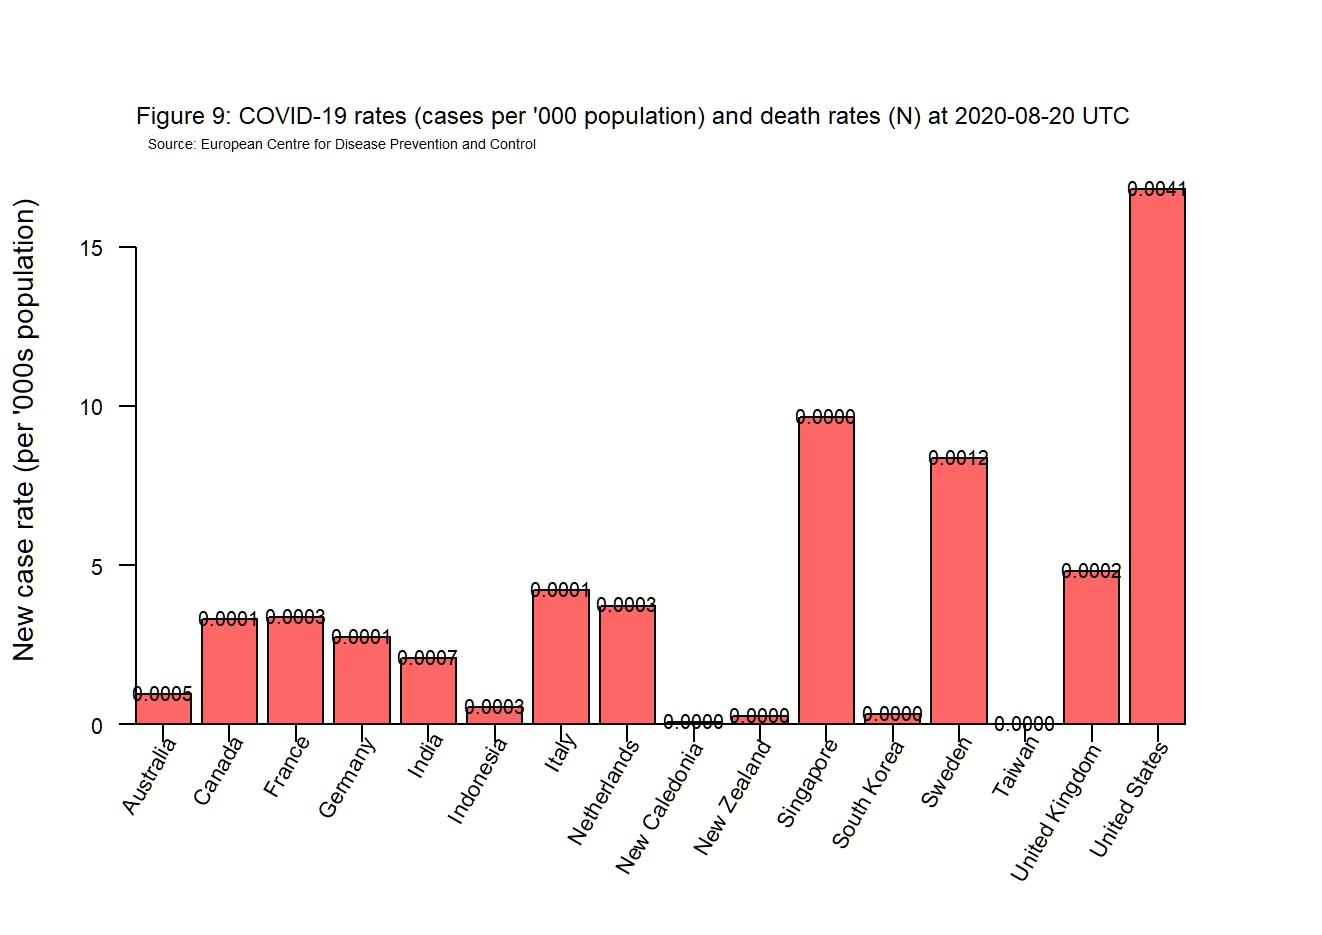 Figure 9: COVID-19 rates (cases per '000 population) and death rates (N) at 2020-08-20 UTC
Source: European Centre for Disease Prevention and Control
New case rate (per '000s population)
15
10
5
0
0.0005
0.0001
0.0003
0.0001
0.0007
0.0003
0.0001
0.0003
0.0000
0.0000
0.0000
0.0000
0.0012
0.0000
0.0002
0.0041
Australia
Canada
France
Germany
India
Indonesia
Italy
Netherlands
New Caledonia
New Zealand
Singapore
South Korea
Sweden
Taiwan
United Kingdom
United States